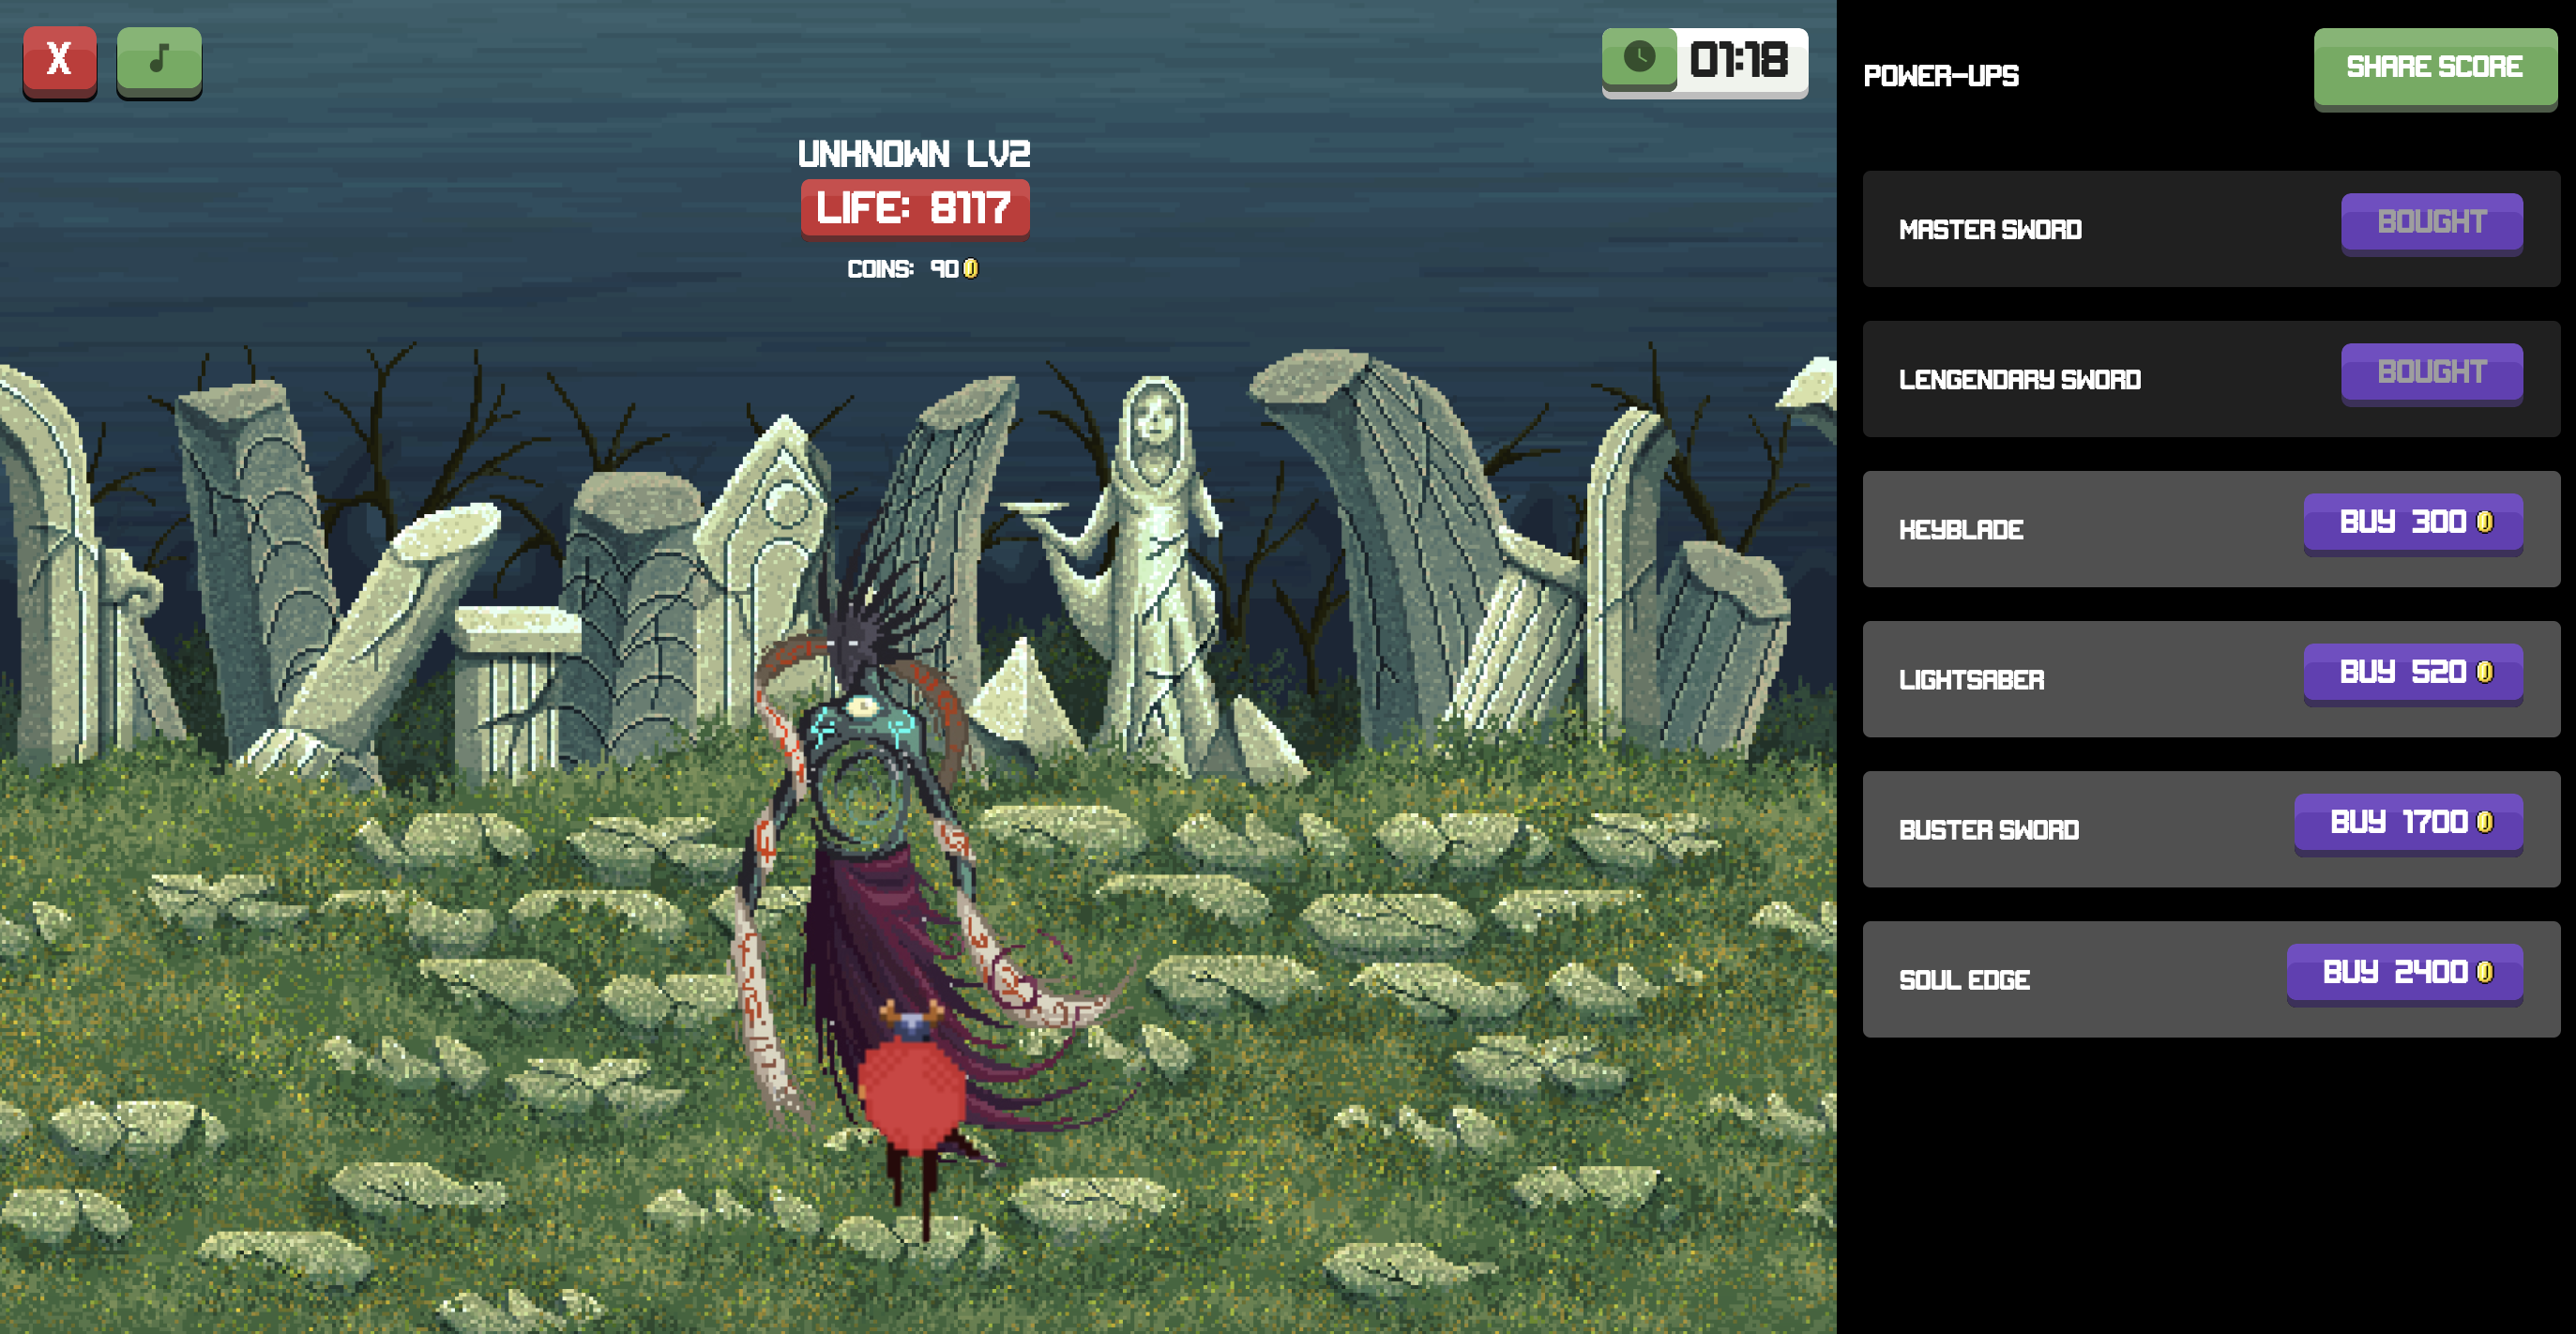 X
01:18
UNKNOWN LV2
LIFE: 8117
COINS: 90
POWER-UPS
SHARE SCORE
MASTER SWORD
BOUGHT
LENGENDARY SWORD
BOUGHT
KEYBLADE
BUY 300
LIGHTSABER
BUY 520
BUSTER SWORD
BUY 1700
SOUL EDGE
BUY 2400